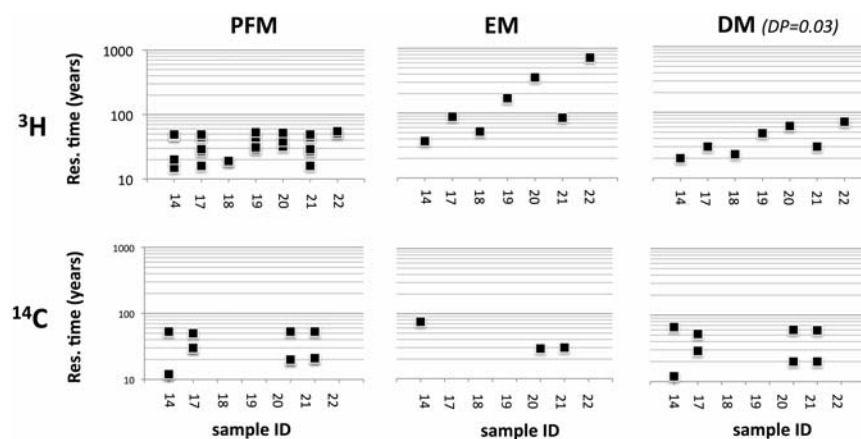 PFM EM DM (DP=0.03)
³H
Res. time (years)
1000
100
10
14 17 18 19 20 21 22
14 17 18 19 20 21 22
14 17 18 19 20 21 22
¹⁴C
Res. time (years)
1000
100
10
14 17 18 19 20 21 22
14 17 18 19 20 21 22
14 17 18 19 20 21 22
sample ID sample ID sample ID